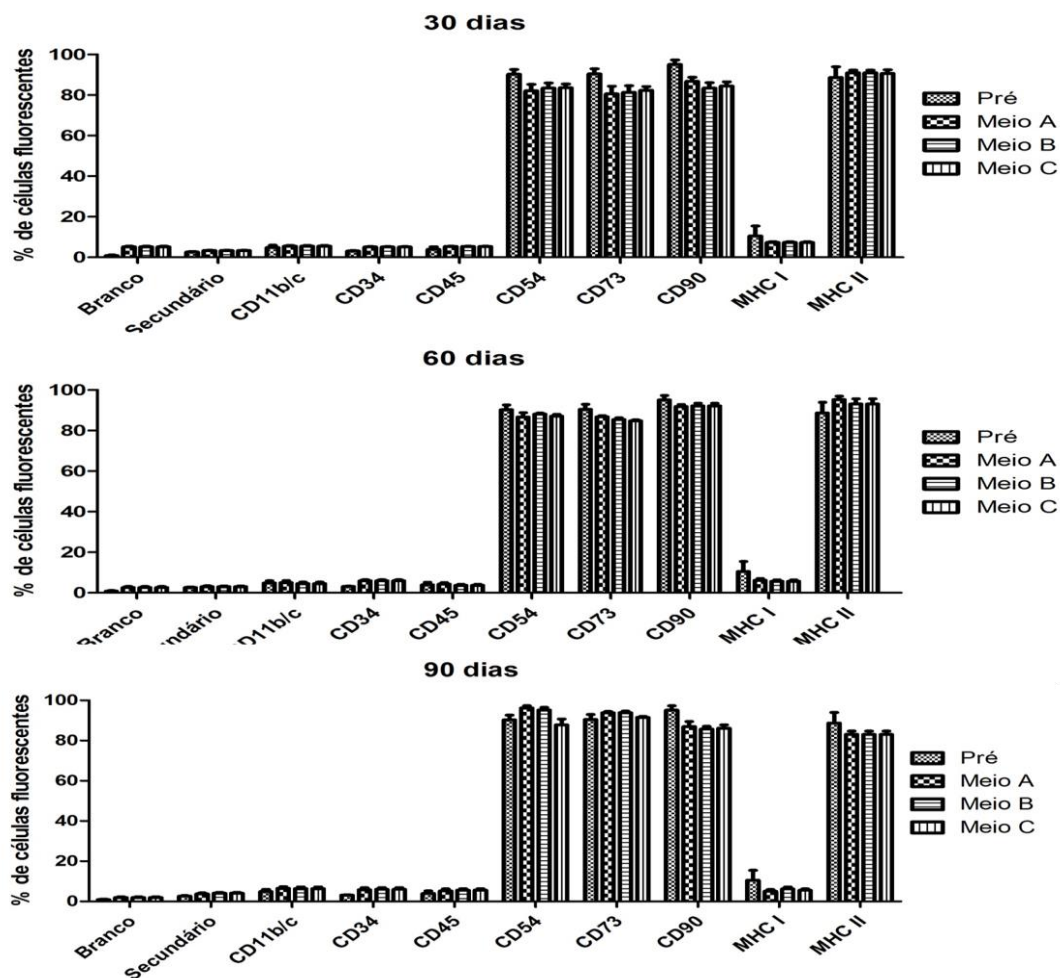 30 dias
% de células fluorescentes
100
80
60
40
20
0
Branco
Secundário
CD11b/c
CD34
CD45
CD54
CD73
CD90
MHC I
MHC II
Pré
Meio A
Meio B
Meio C
60 dias
% de células fluorescentes
100
80
60
40
20
0
Branco
undário
CD11b/c
CD34
CD45
CD54
CD73
CD90
MHC I
MHC II
Pré
Meio A
Meio B
Meio C
90 dias
% de células fluorescentes
100
80
60
40
20
0
Branco
Secundário
CD11b/c
CD34
CD45
CD54
CD73
CD90
MHC I
MHC II
Pré
Meio A
Meio B
Meio C